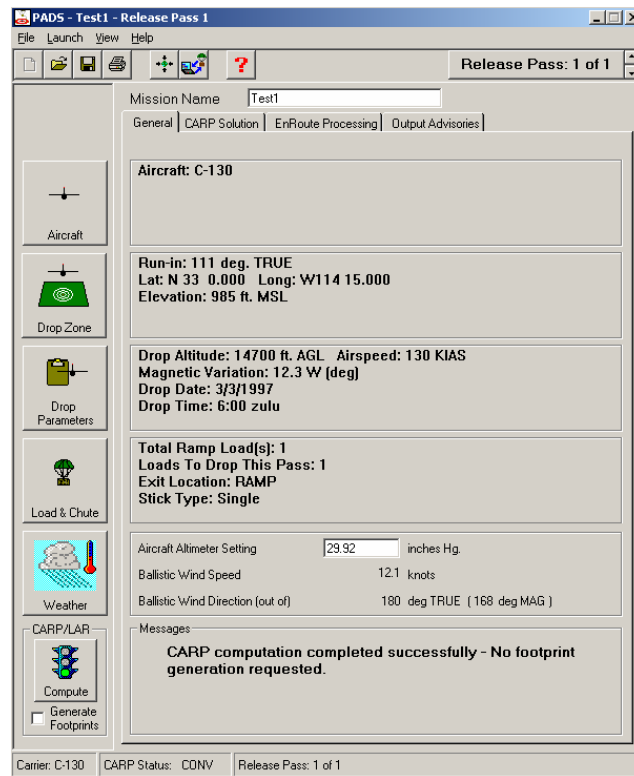 PADS - Test1 - Release Pass 1
File Launch View Help
? Release Pass: 1 of 1
Mission Name Test1
General CARP Solution EnRoute Processing Output Advisories
Aircraft
Aircraft: C-130
Drop Zone
Run-in: 111 deg. TRUE
Lat: N 33 0.000 Long: W114 15.000
Elevation: 985 ft. MSL
Drop
Parameters
Drop Altitude: 14700 ft. AGL Airspeed: 130 KIAS
Magnetic Variation: 12.3 W (deg)
Drop Date: 3/3/1997
Drop Time: 6:00 zulu
Load & Chute
Total Ramp Load(s): 1
Loads To Drop This Pass: 1
Exit Location: RAMP
Stick Type: Single
Weather
Aircraft Altimeter Setting 29.92 inches Hg.
Ballistic Wind Speed 12.1 knots
Ballistic Wind Direction (out of) 180 deg TRUE ( 168 deg MAG )
CARP/LAR
Compute
Generate
Footprints
Messages
CARP computation completed successfully - No footprint
generation requested.
Carrier: C-130 CARP Status: CONV Release Pass: 1 of 1